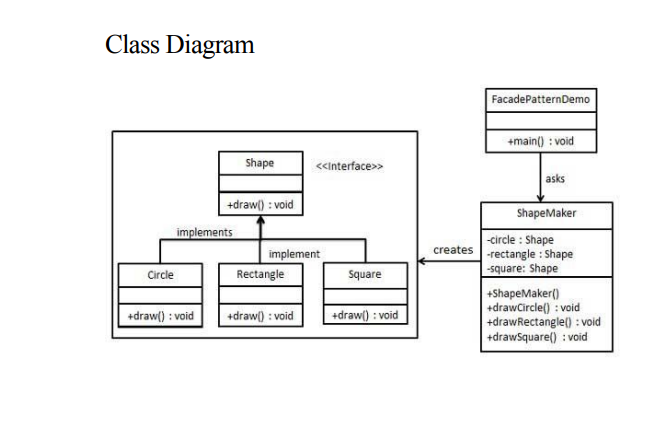 Class Diagram
FacadePatternDemo
+main() : void
asks
Shape
<<Interface>>
+draw() : void
implements
implement
Circle
+draw() : void
Rectangle
+draw() : void
Square
+draw() : void
creates
ShapeMaker
-circle : Shape
-rectangle : Shape
-square: Shape
+ShapeMaker()
+drawCircle() : void
+drawRectangle() : void
+drawSquare() : void